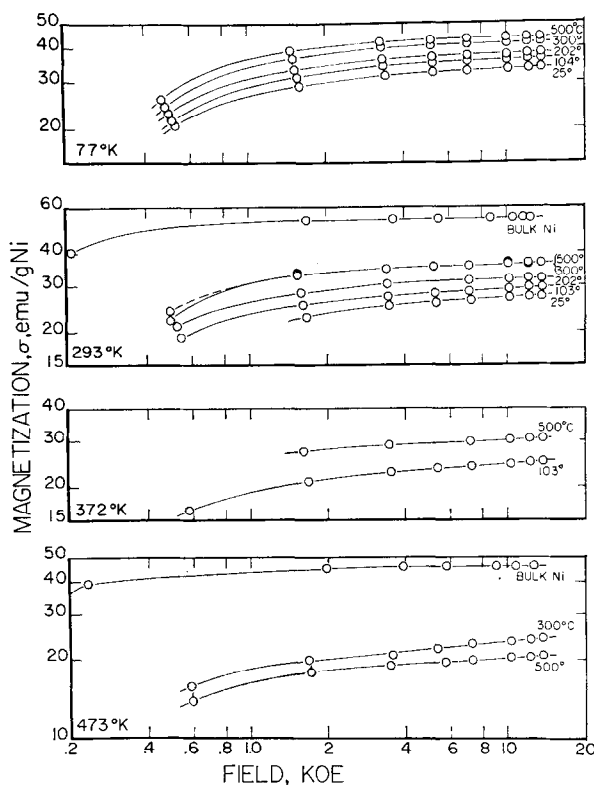 MAGNETIZATION, σ, emu/gNi
50
40
30
20
77°K
500°C
300°
202°
104°
25°
60
40
30
20
15
293°K
BULK Ni
(500°
(300°
202°
103°
25°
30
20
15
372°K
500°C
103°
50
40
30
20
10
473°K
BULK Ni
300°C
500°
.2 .4 .6 .8 1.0 2 4 6 8 10 20
FIELD, KOE